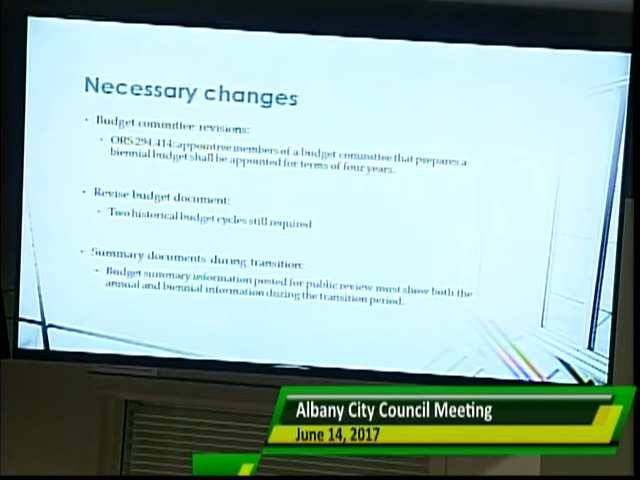 Necessary changes
- Budget committee revisions:
- ORS 294.414: appointive members of a budget committee that prepares a
biennial budget shall be appointed for terms of four years.
- Revise budget document:
- Two historical budget cycles still required
- Summary documents during transition:
- Budget summary information posted for public review must show both the
annual and biennial information during the transition period.
Albany City Council Meeting
June 14, 2017